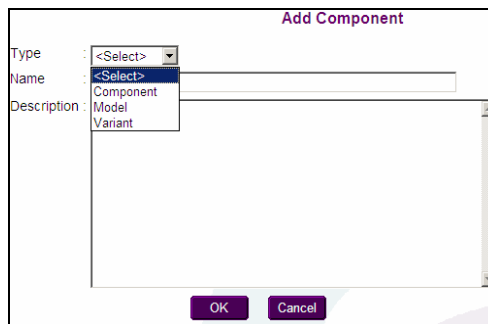 Add Component
Type : <Select>
Name : <Select>
Component
Description : Model
Variant
OK Cancel